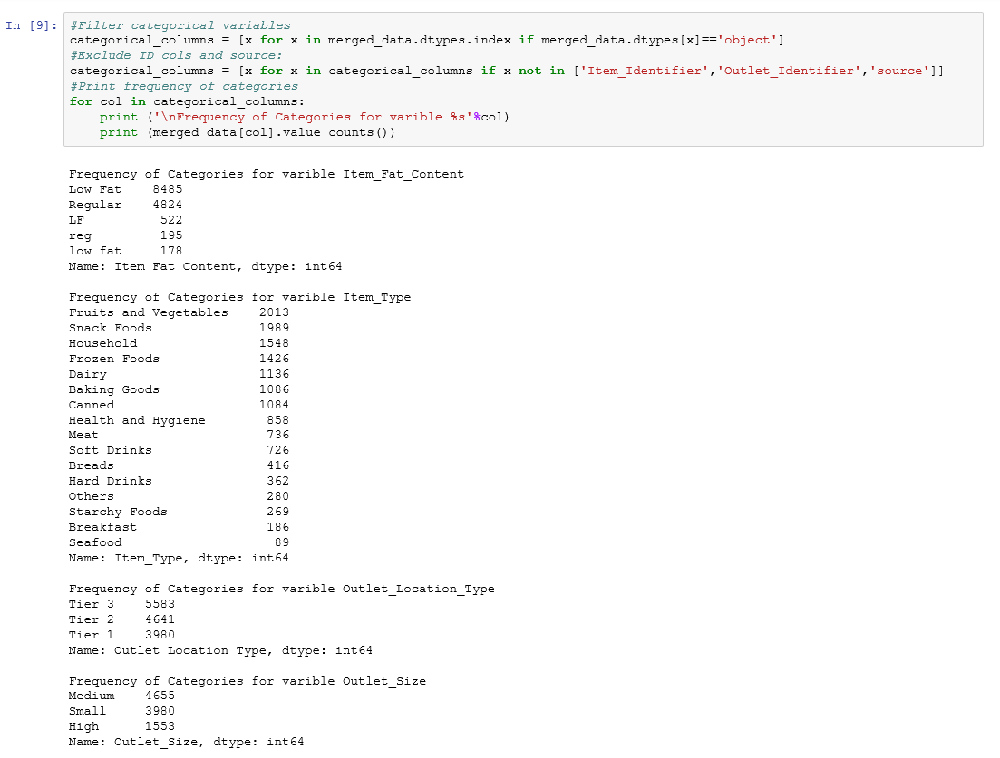 In [9]: #Filter categorical variables
categorical_columns = [x for x in merged_data.dtypes.index if merged_data.dtypes[x]=='object']
#Exclude ID cols and source:
categorical_columns = [x for x in categorical_columns if x not in ['Item_Identifier','Outlet_Identifier','source']]
#Print frequency of categories
for col in categorical_columns:
    print ('\nFrequency of Categories for varible %s'%col)
    print (merged_data[col].value_counts())
Frequency of Categories for varible Item_Fat_Content
Low Fat    8485
Regular    4824
LF          522
reg         195
low fat     178
Name: Item_Fat_Content, dtype: int64
Frequency of Categories for varible Item_Type
Fruits and Vegetables    2013
Snack Foods              1989
Household                1548
Frozen Foods             1426
Dairy                    1136
Baking Goods             1086
Canned                   1084
Health and Hygiene        858
Meat                      736
Soft Drinks               726
Breads                    416
Hard Drinks               362
Others                    280
Starchy Foods             269
Breakfast                 186
Seafood                    89
Name: Item_Type, dtype: int64
Frequency of Categories for varible Outlet_Location_Type
Tier 3    5583
Tier 2    4641
Tier 1    3980
Name: Outlet_Location_Type, dtype: int64
Frequency of Categories for varible Outlet_Size
Medium    4655
Small     3980
High      1553
Name: Outlet_Size, dtype: int64